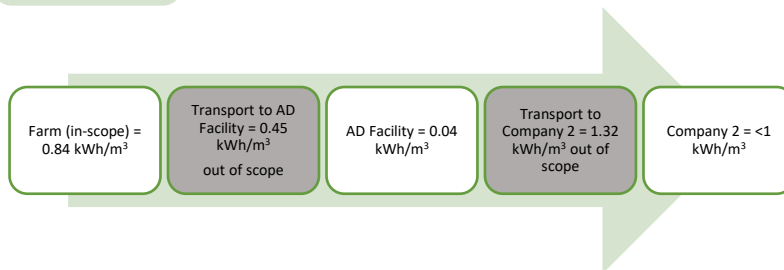 Farm (in-scope) =
0.84 kWh/m³
Transport to AD
Facility = 0.45
kWh/m³
out of scope
AD Facility = 0.04
kWh/m³
Transport to
Company 2 = 1.32
kWh/m³ out of
scope
Company 2 = <1
kWh/m³